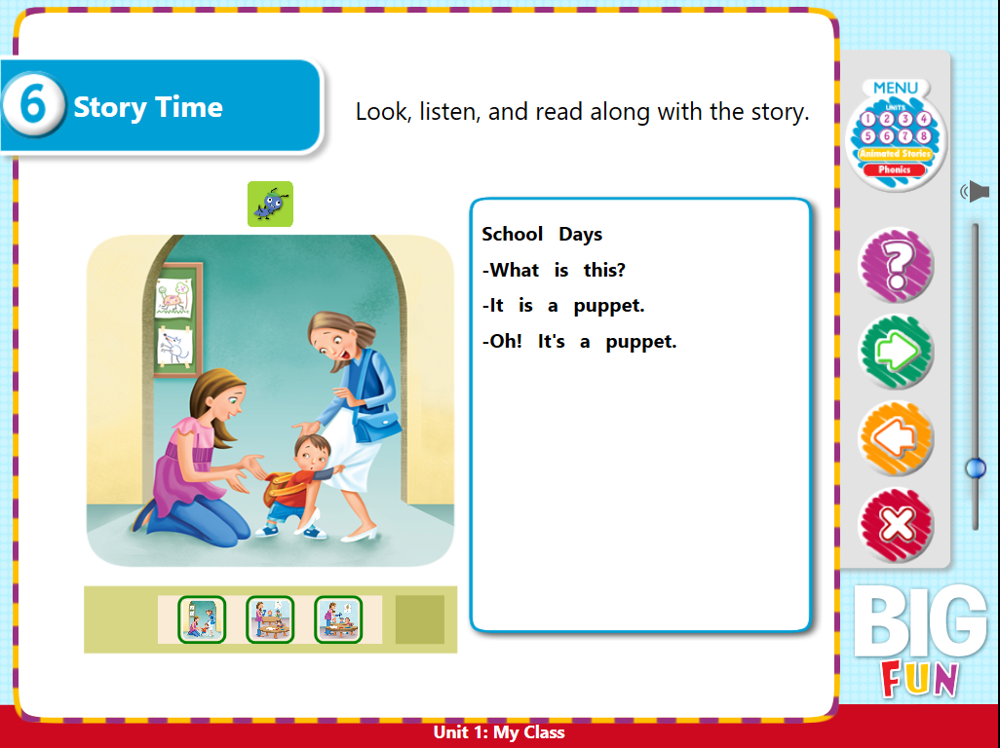 6 Story Time
Look, listen, and read along with the story.
School Days
-What is this?
-It is a puppet.
-Oh! It's a puppet.
MENU
UNITS
1 2 3 4
5 6 7 8
Animated Stories
Phonics
?
BIG
FUN
Unit 1: My Class